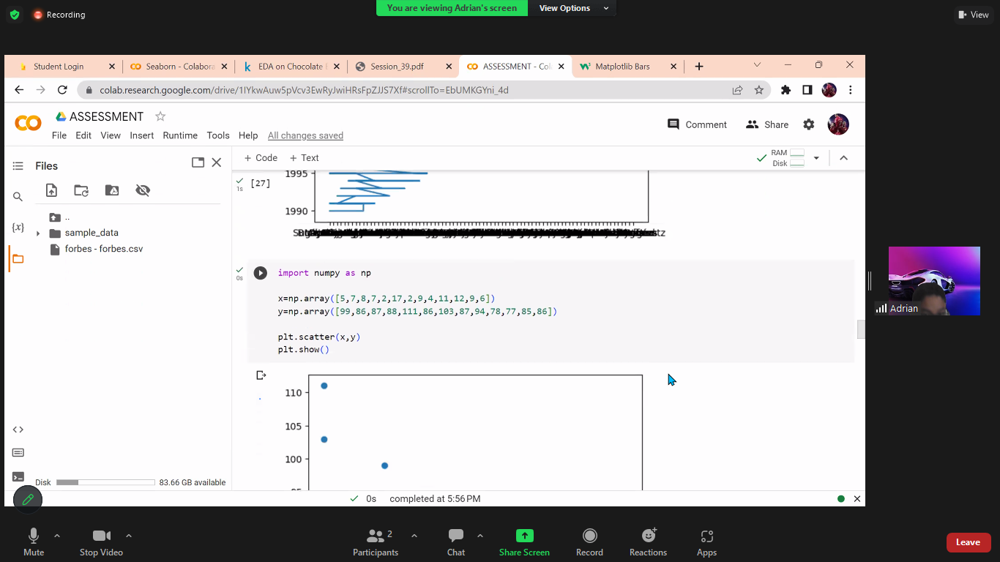 Recording
You are viewing Adrian's screen
View Options
View
Student Login
Seaborn - Colabora
EDA on Chocolate
Session_39.pdf
ASSESSMENT - Col
Matplotlib Bars
colab.research.google.com/drive/1IYkwAuw5pVcv3EwRyJwiHRsFpZJJS7Xf#scrollTo=EbUMKGYni_4d
ASSESSMENT
Comment
Share
File Edit View Insert Runtime Tools Help All changes saved
+ Code + Text
RAM
Disk
Files
{x}
..
sample_data
forbes - forbes.csv
Disk
83.66 GB available
[27]
1s
1995
1990
0s
import numpy as np
x=np.array([5,7,8,7,2,17,2,9,4,11,12,9,6])
y=np.array([99,86,87,88,111,86,103,87,94,78,77,85,86])
plt.scatter(x,y)
plt.show()
110
105
100
95
0s completed at 5:56 PM
Adrian
Mute
Stop Video
Participants
2
Chat
Share Screen
Record
Reactions
Apps
Leave